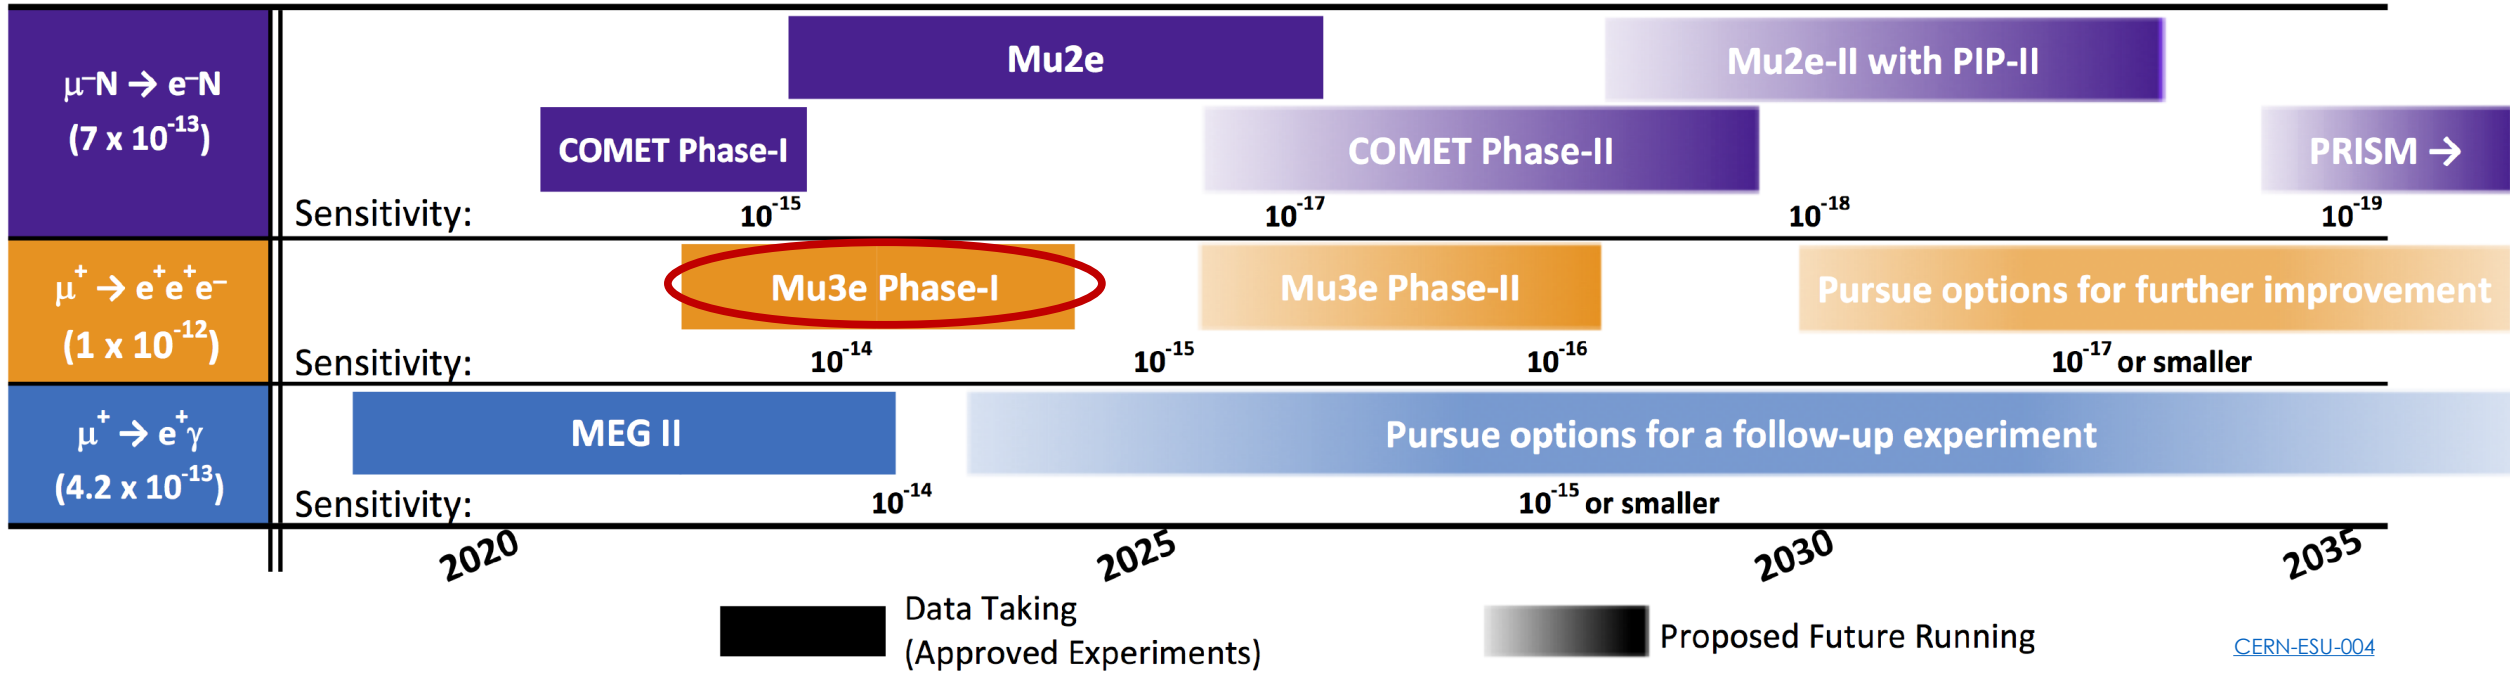 μ⁻N → e⁻N
(7 x 10⁻¹³)
Mu2e
Mu2e-II with PIP-II
COMET Phase-I
COMET Phase-II
PRISM →
Sensitivity:
10⁻¹⁵
10⁻¹⁷
10⁻¹⁸
10⁻¹⁹
μ⁺ → e⁺e⁺e⁻
(1 x 10⁻¹²)
Mu3e Phase-I
Mu3e Phase-II
Pursue options for further improvement
Sensitivity:
10⁻¹⁴
10⁻¹⁵
10⁻¹⁶
10⁻¹⁷ or smaller
μ⁺ → e⁺γ
(4.2 x 10⁻¹³)
MEG II
Pursue options for a follow-up experiment
Sensitivity:
10⁻¹⁴
10⁻¹⁵ or smaller
2020
2025
2030
2035
Data Taking
(Approved Experiments)
Proposed Future Running
CERN-ESU-004